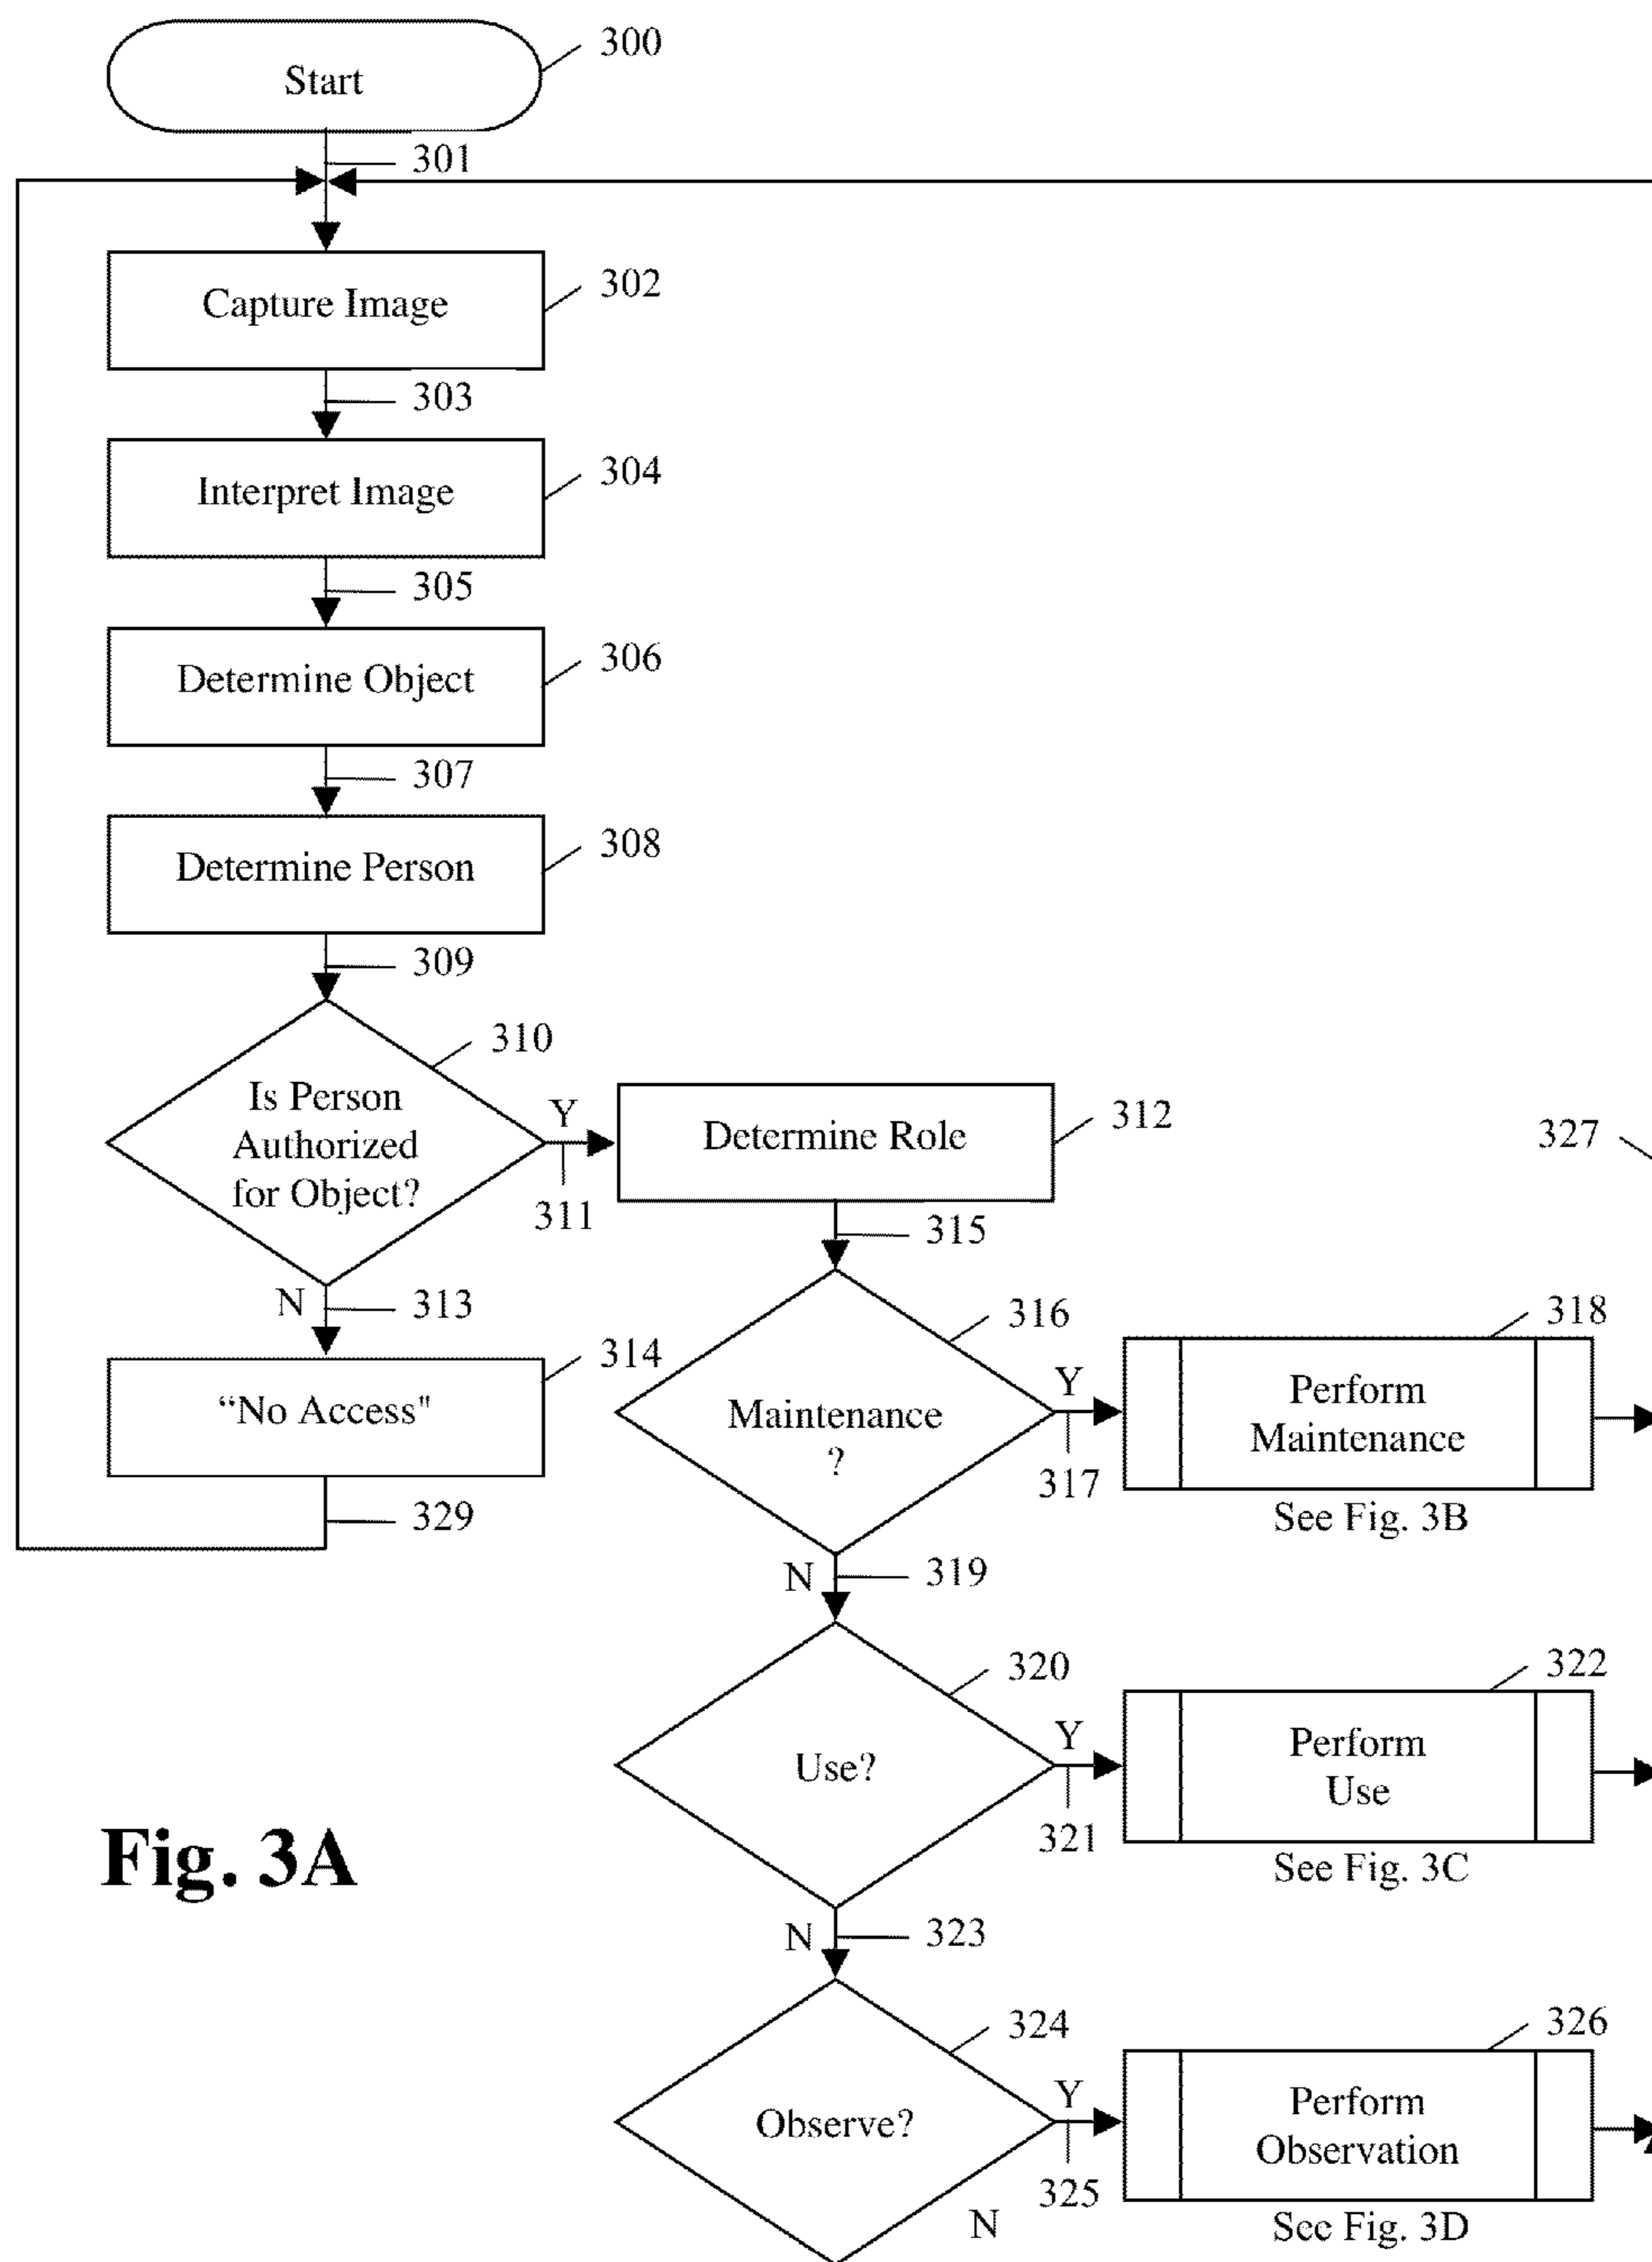 300
Start
301
302
Capture Image
303
304
Interpret Image
305
306
Determine Object
307
308
Determine Person
309
310
Is Person
Authorized
for Object?
Y
311
312
Determine Role
327
315
N
313
314
“No Access"
329
316
Maintenance
?
Y
317
318
Perform
Maintenance
See Fig. 3B
N
319
320
Use?
Y
321
322
Perform
Use
See Fig. 3C
Fig. 3A
N
323
324
Observe?
Y
325
326
Perform
Observation
See Fig. 3D
N